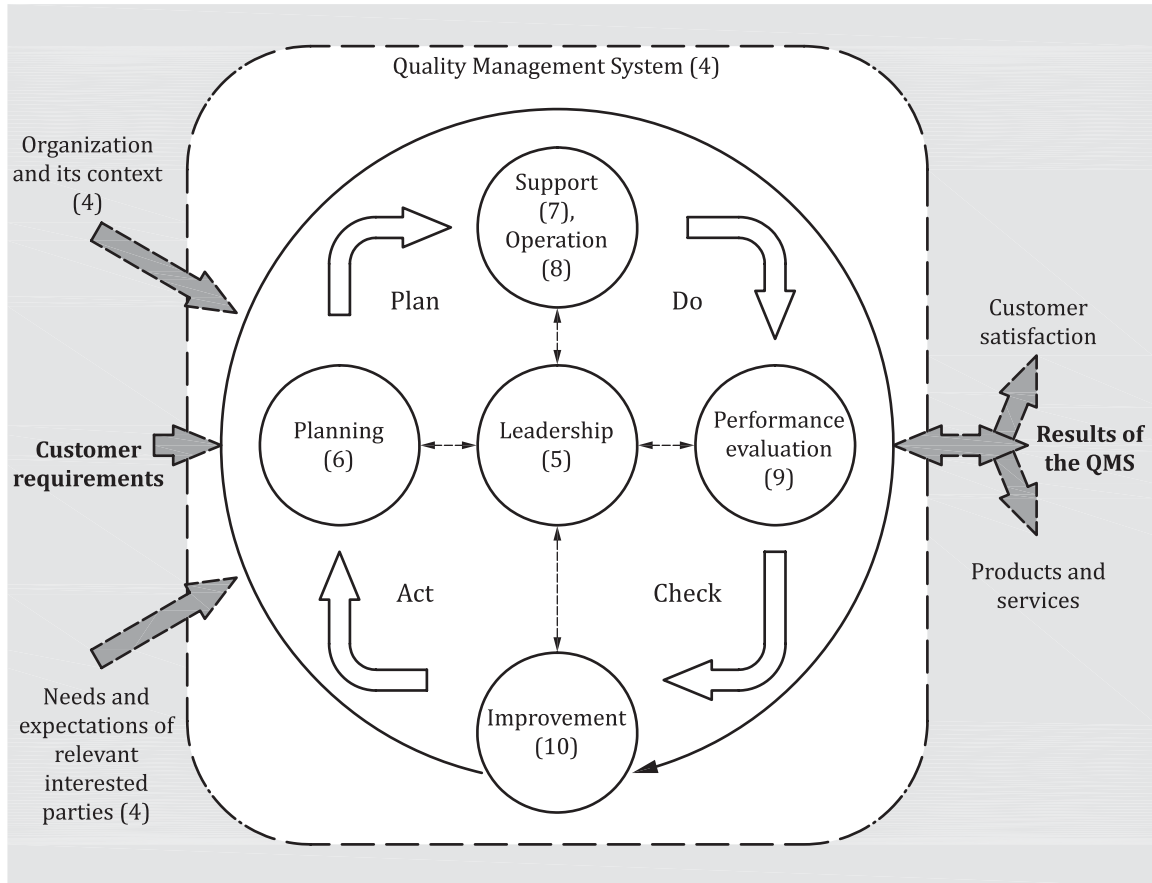 Quality Management System (4)
Organization
and its context
(4)
Support
(7),
Operation
(8)
Plan
Do
Customer
satisfaction
Planning
(6)
Leadership
(5)
Performance
evaluation
(9)
Customer
requirements
Results of
the QMS
Act
Check
Products and
services
Needs and
expectations of
relevant
interested
parties (4)
Improvement
(10)